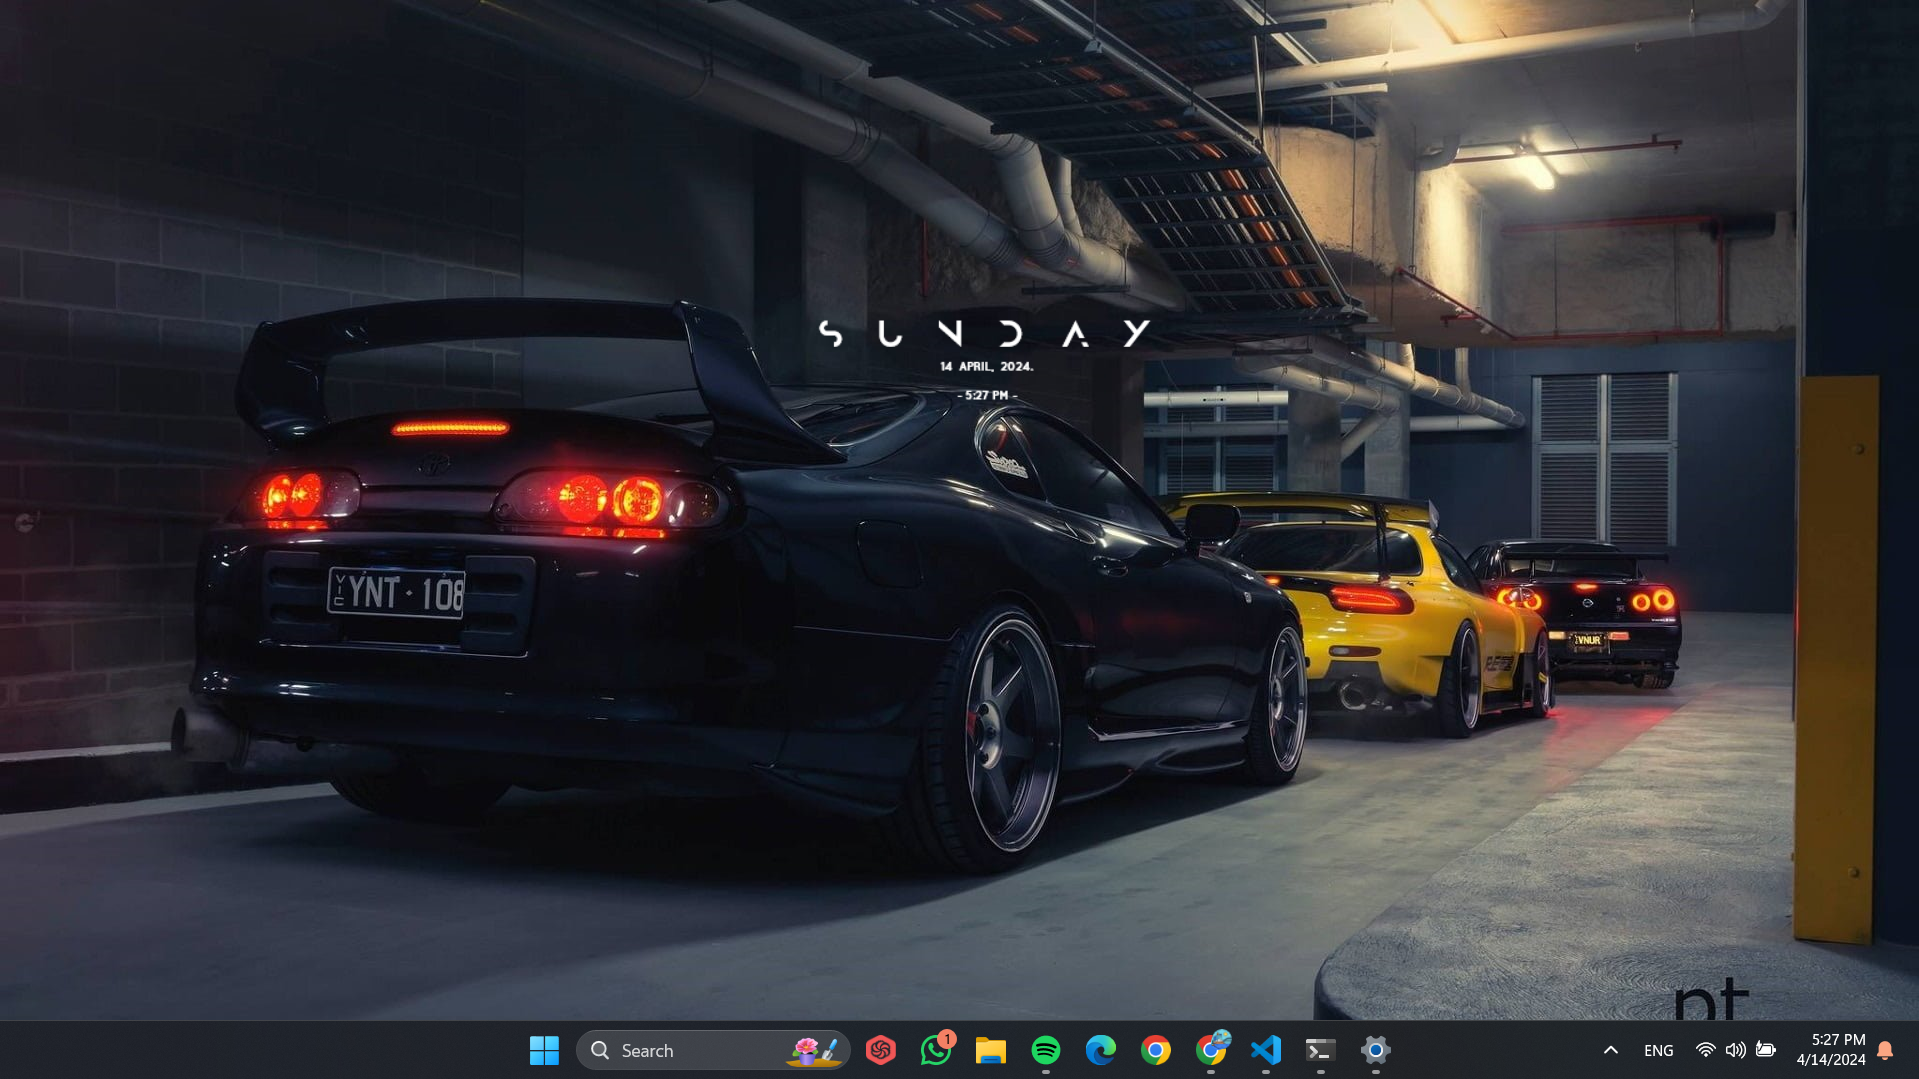 SUNDAY
14 APRIL, 2024.
- 5:27 PM -
VIC
YNT·108
VNUR
pt
Search
1
ENG
5:27 PM
4/14/2024